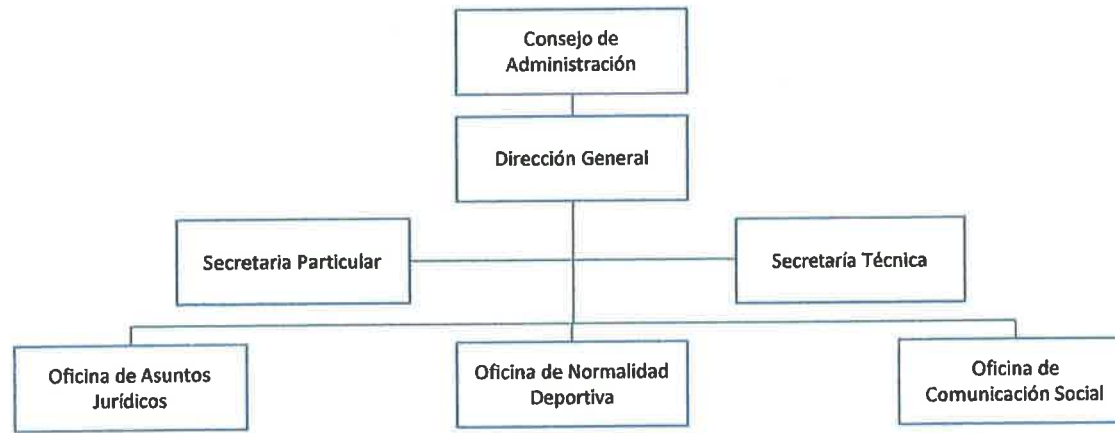 Consejo de
Administración
Dirección General
Secretaria Particular
Secretaría Técnica
Oficina de Asuntos
Jurídicos
Oficina de Normalidad
Deportiva
Oficina de
Comunicación Social